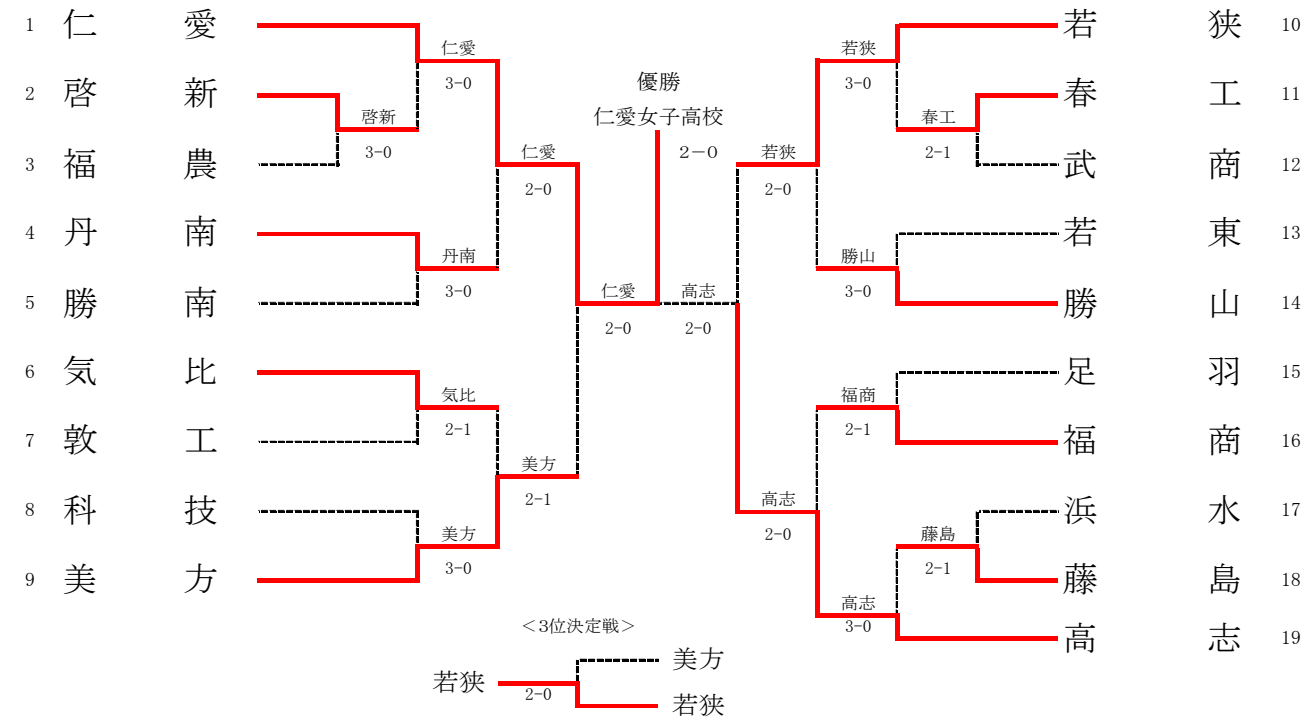 1 仁 愛
2 啓 新
3 福 農
4 丹 南
5 勝 南
6 気 比
7 敦 工
8 科 技
9 美 方
啓新
3-0
仁愛
3-0
丹南
3-0
気比
2-1
美方
3-0
仁愛
2-0
美方
2-1
仁愛
2-0
優勝
仁愛女子高校
2－0
高志
2-0
若狭
2-0
高志
2-0
若狭
3-0
勝山
3-0
福商
2-1
高志
3-0
春工
2-1
藤島
2-1
若 狭 10
春 工 11
武 商 12
若 東 13
勝 山 14
足 羽 15
福 商 16
浜 水 17
藤 島 18
高 志 19
＜3位決定戦＞
若狭
2-0
美方
若狭